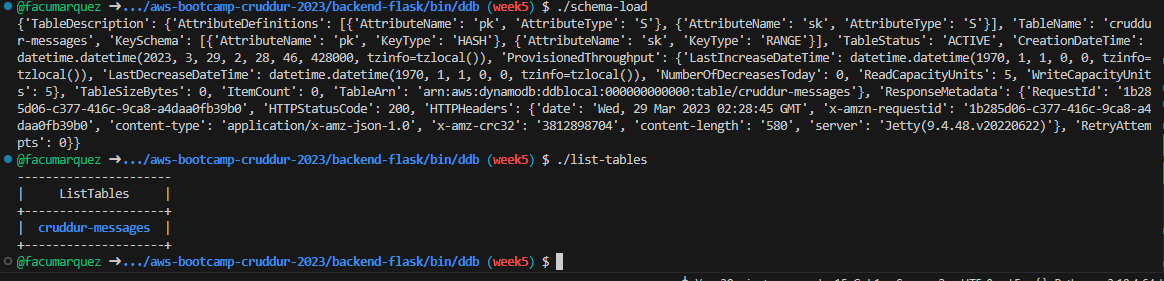 @facumarquez ➜.../aws-bootcamp-cruddur-2023/backend-flask/bin/ddb (week5) $ ./schema-load
{'TableDescription': {'AttributeDefinitions': [{'AttributeName': 'pk', 'AttributeType': 'S'}, {'AttributeName': 'sk', 'AttributeType': 'S'}], 'TableName': 'cruddu
r-messages', 'KeySchema': [{'AttributeName': 'pk', 'KeyType': 'HASH'}, {'AttributeName': 'sk', 'KeyType': 'RANGE'}], 'TableStatus': 'ACTIVE', 'CreationDateTime':
datetime.datetime(2023, 3, 29, 2, 28, 46, 428000, tzinfo=tzlocal()), 'ProvisionedThroughput': {'LastIncreaseDateTime': datetime.datetime(1970, 1, 1, 0, 0, tzinfo=
tzlocal()), 'LastDecreaseDateTime': datetime.datetime(1970, 1, 1, 0, 0, tzinfo=tzlocal()), 'NumberOfDecreasesToday': 0, 'ReadCapacityUnits': 5, 'WriteCapacityUnit
s': 5}, 'TableSizeBytes': 0, 'ItemCount': 0, 'TableArn': 'arn:aws:dynamodb:ddblocal:000000000000:table/cruddur-messages'}, 'ResponseMetadata': {'RequestId': '1b28
5d06-c377-416c-9ca8-a4daa0fb39b0', 'HTTPStatusCode': 200, 'HTTPHeaders': {'date': 'Wed, 29 Mar 2023 02:28:45 GMT', 'x-amzn-requestid': '1b285d06-c377-416c-9ca8-a4
daa0fb39b0', 'content-type': 'application/x-amz-json-1.0', 'x-amz-crc32': '3812898704', 'content-length': '580', 'server': 'Jetty(9.4.48.v20220622)'}, 'RetryAttem
pts': 0}}
@facumarquez ➜.../aws-bootcamp-cruddur-2023/backend-flask/bin/ddb (week5) $ ./list-tables
---------------------
|     ListTables    |
+-------------------+
|  cruddur-messages  |
+-------------------+
@facumarquez ➜.../aws-bootcamp-cruddur-2023/backend-flask/bin/ddb (week5) $